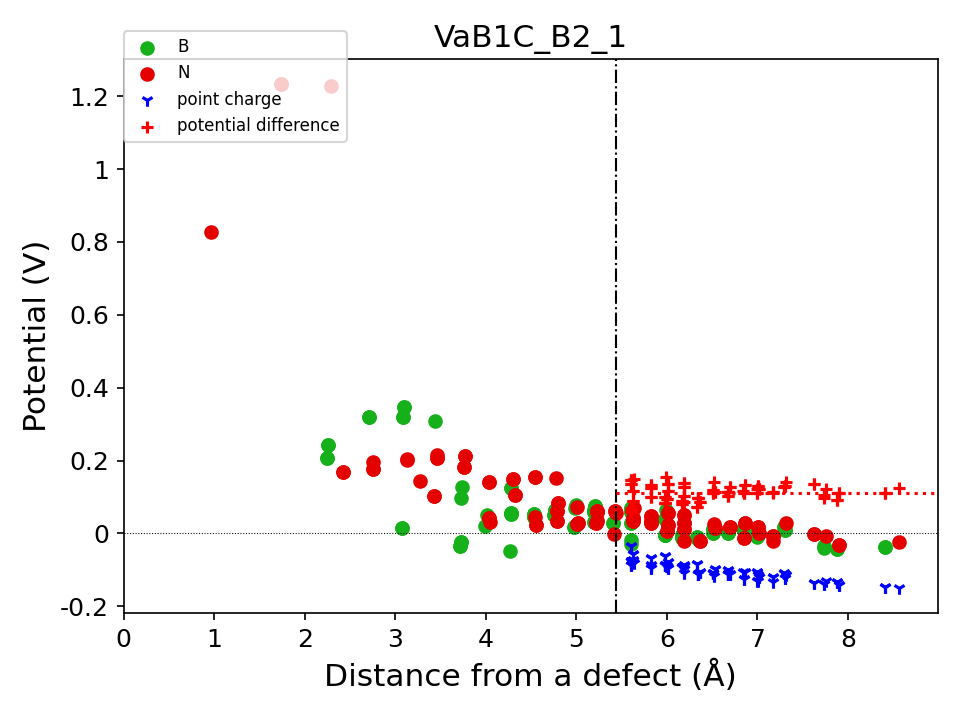 VaB1C_B2_1
B
N
point charge
potential difference
Potential (V)
1.2
1
0.8
0.6
0.4
0.2
0
-0.2
0 1 2 3 4 5 6 7 8
Distance from a defect (Å)